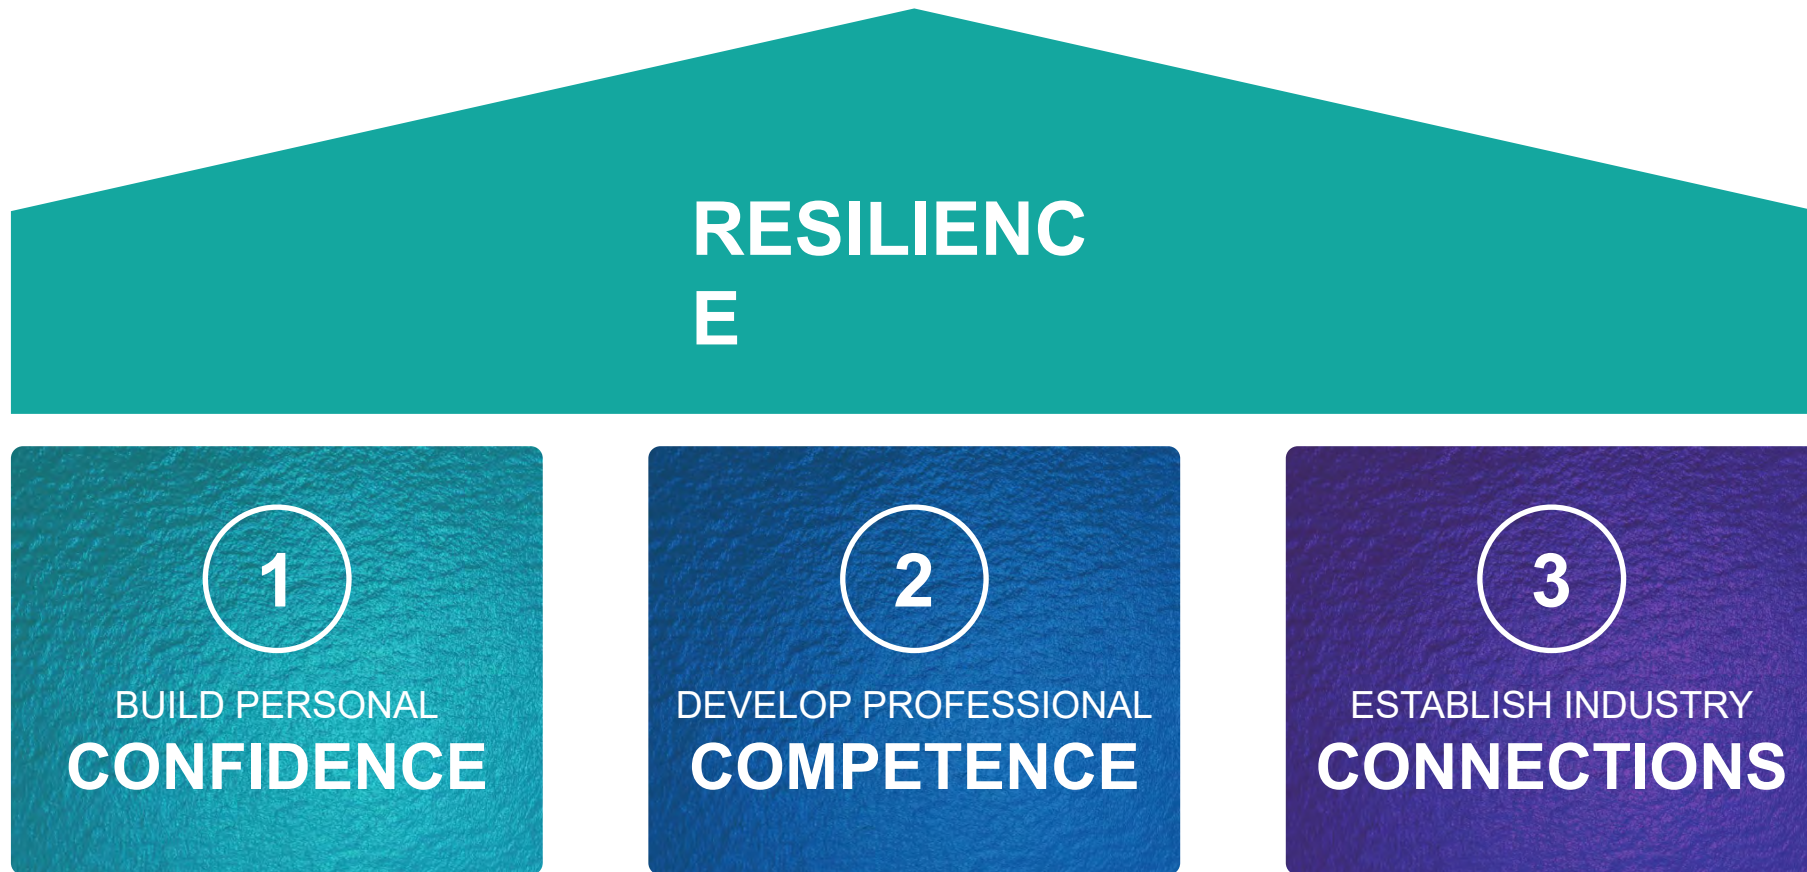 RESILIENC
E
1
BUILD PERSONAL
CONFIDENCE
2
DEVELOP PROFESSIONAL
COMPETENCE
3
ESTABLISH INDUSTRY
CONNECTIONS